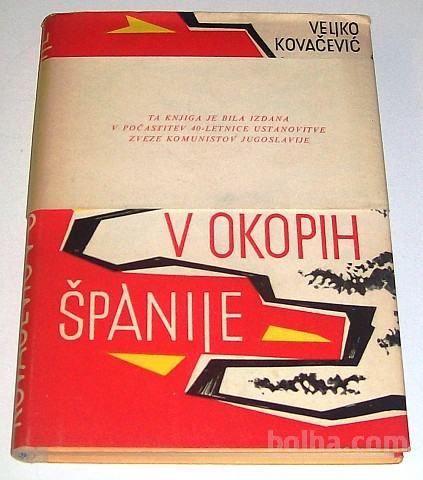 VELJKO
KOVAČEVIĆ
TA KNJIGA JE BILA IZDANA
V POČASTITEV 40-LETNICE USTANOVITVE
ZVEZE KOMUNISTOV JUGOSLAVIJE
V OKOPIH
ŠPANIJE
bolha.com